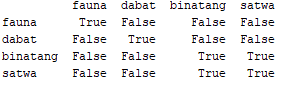 fauna dabat binatang satwa
fauna True False False False
dabat False True False False
binatang False False True True
satwa False False True True